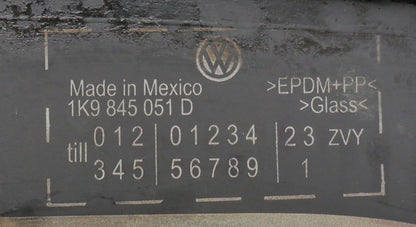 Made in Mexico
>EPDM+PP<
1K9 845 051 D
>Glass<
012 01234 23 ZVY
till
345 56789 1